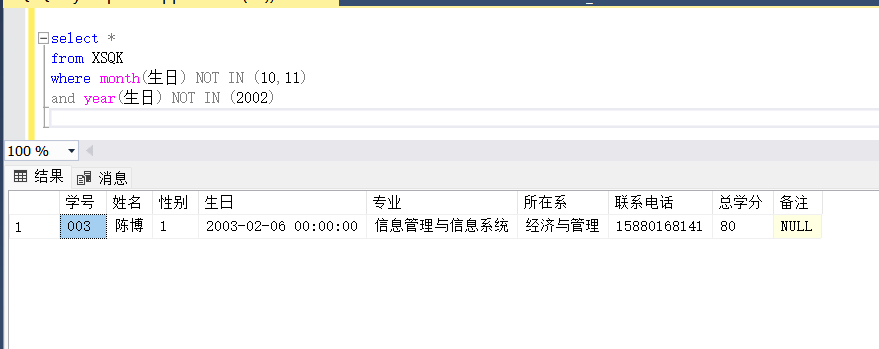 select *
from XSQK
where month(生日) NOT IN (10,11)
and year(生日) NOT IN (2002)
100 %
结果 消息
学号 姓名 性别 生日 专业 所在系 联系电话 总学分 备注
1 003 陈博 1 2003-02-06 00:00:00 信息管理与信息系统 经济与管理 15880168141 80 NULL